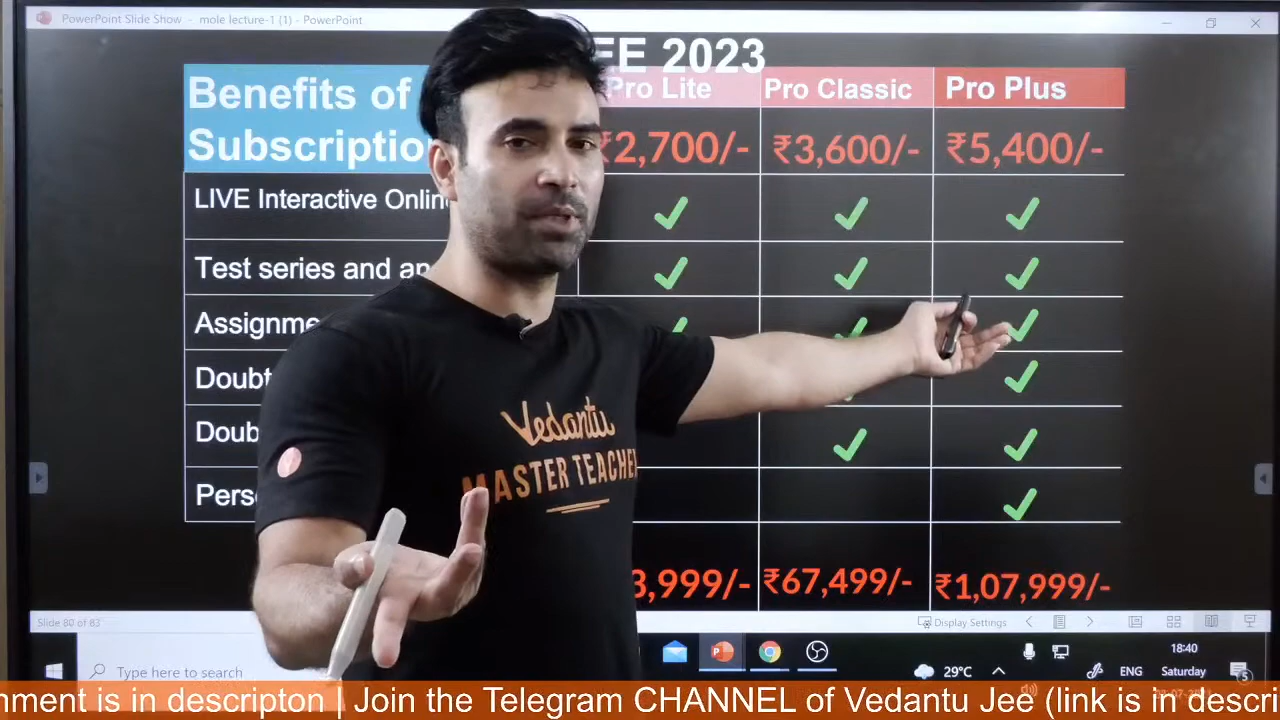 PowerPoint Slide Show - mole lecture-1 (1) - PowerPoint
EE 2023
Benefits of
Subscriptio
Pro Lite
Pro Classic
Pro Plus
₹2,700/-
₹3,600/-
₹5,400/-
LIVE Interactive Onlin
Test series and an
Assignme
Doubt
Doub
Pers
3,999/-
₹67,499/-
₹1,07,999/-
Vedantu
MASTER TEACHE
Slide 80 of 83
Display Settings
Type here to search
29°C
ENG
18:40
Saturday
5
nment is in descripton | Join the Telegram CHANNEL of Vedantu Jee (link is in descri